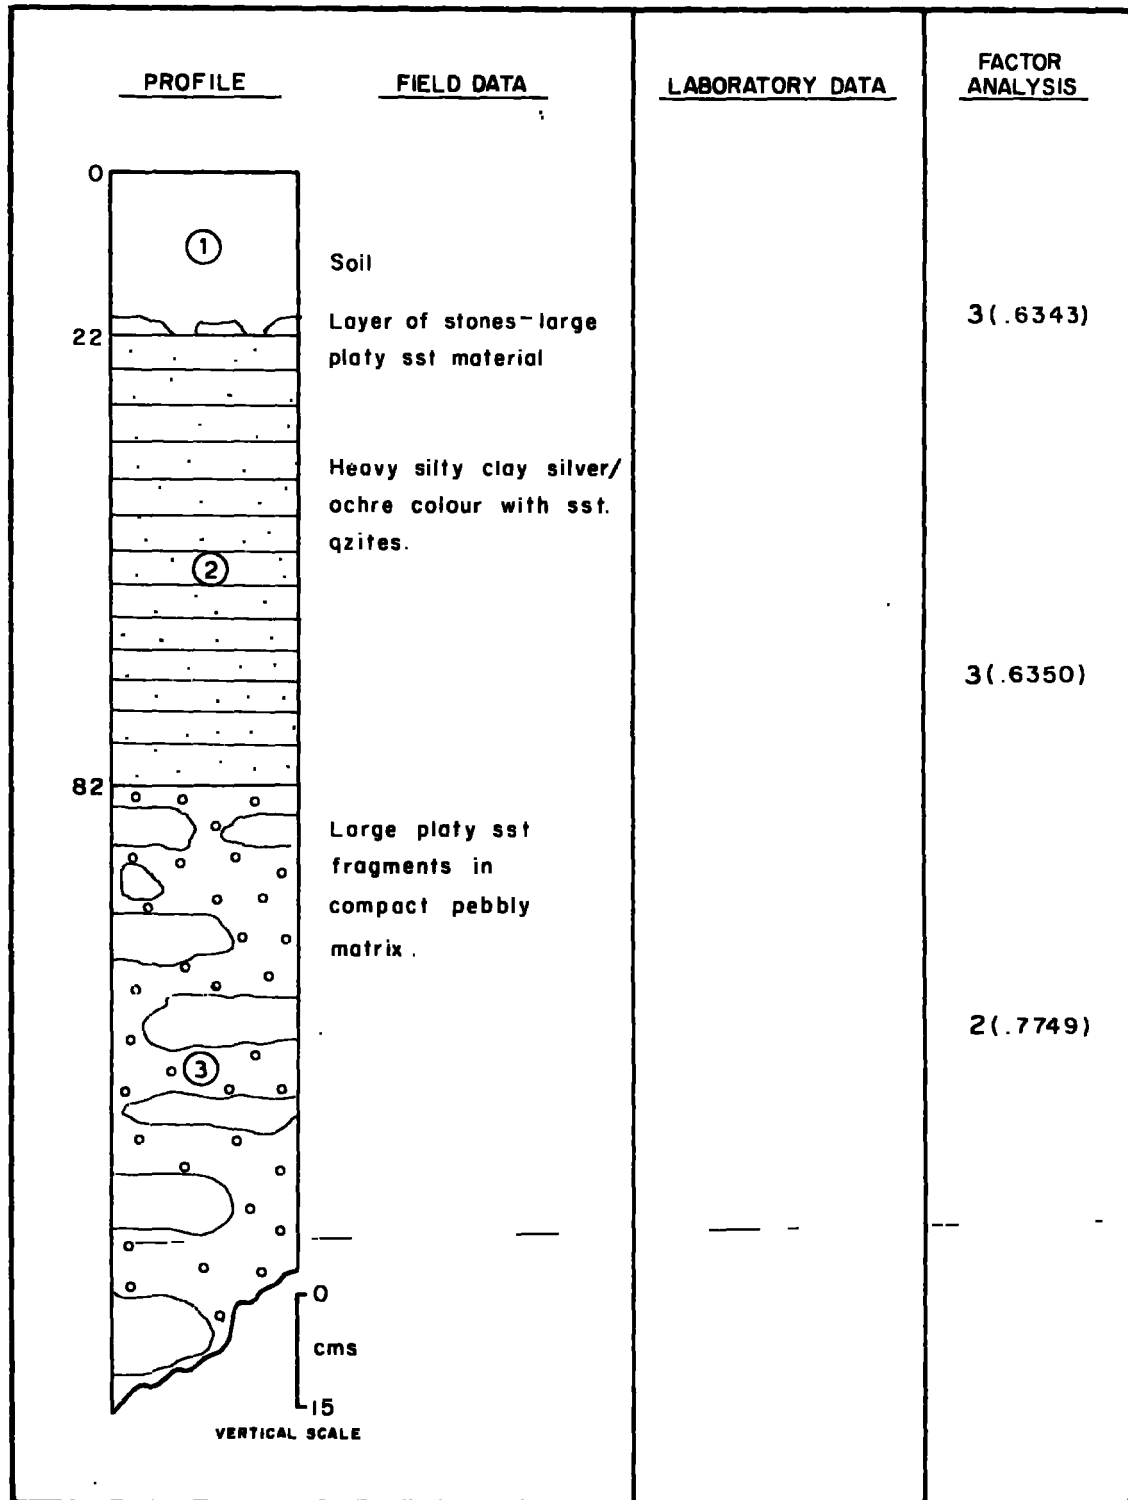 PROFILE
FIELD DATA
LABORATORY DATA
FACTOR
ANALYSIS
0
1
Soil
Layer of stones-large
platy sst material
3(.6343)
22
Heavy silty clay silver/
ochre colour with sst.
qzites.
2
3(.6350)
82
Large platy sst
fragments in
compact pebbly
matrix.
2(.7749)
3
0
cms
15
VERTICAL SCALE